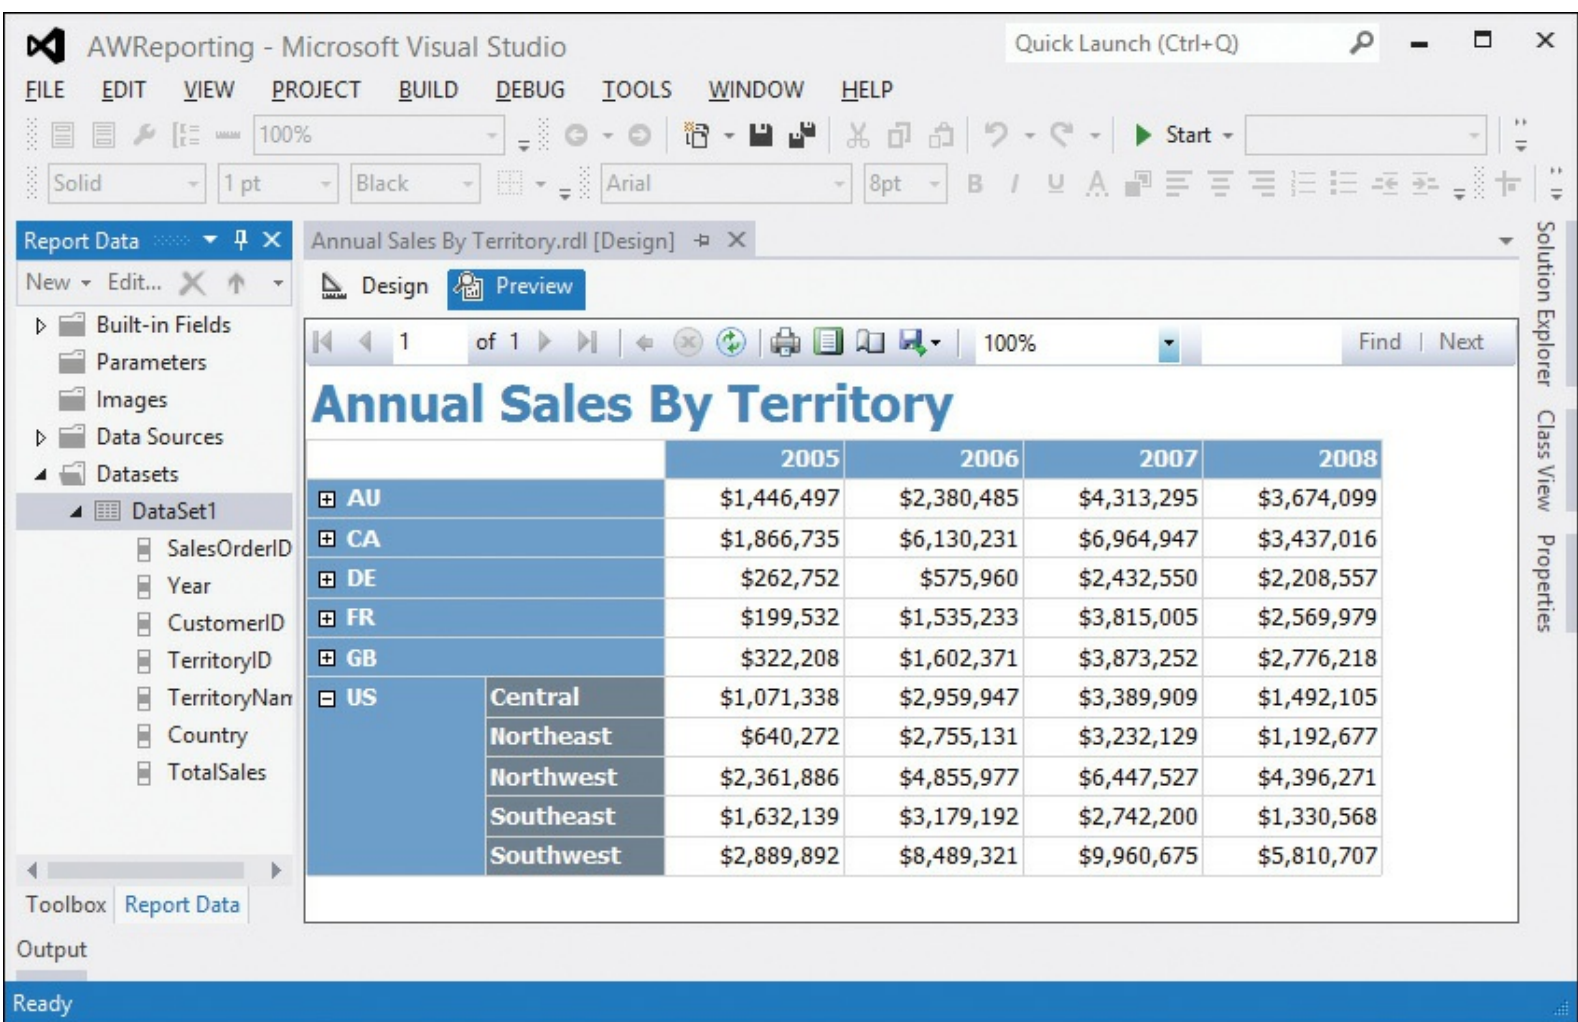 AWReporting - Microsoft Visual Studio
Quick Launch (Ctrl+Q)
FILE EDIT VIEW PROJECT BUILD DEBUG TOOLS WINDOW HELP
100%
Start
Solid 1 pt Black Arial 8pt B I U A
Report Data
New Edit...
Built-in Fields
Parameters
Images
Data Sources
Datasets
DataSet1
SalesOrderID
Year
CustomerID
TerritoryID
TerritoryNam
Country
TotalSales
Toolbox Report Data
Annual Sales By Territory.rdl [Design]
Design Preview
1 of 1 100% Find | Next
Annual Sales By Territory
2005 2006 2007 2008
AU $1,446,497 $2,380,485 $4,313,295 $3,674,099
CA $1,866,735 $6,130,231 $6,964,947 $3,437,016
DE $262,752 $575,960 $2,432,550 $2,208,557
FR $199,532 $1,535,233 $3,815,005 $2,569,979
GB $322,208 $1,602,371 $3,873,252 $2,776,218
US Central $1,071,338 $2,959,947 $3,389,909 $1,492,105
Northeast $640,272 $2,755,131 $3,232,129 $1,192,677
Northwest $2,361,886 $4,855,977 $6,447,527 $4,396,271
Southeast $1,632,139 $3,179,192 $2,742,200 $1,330,568
Southwest $2,889,892 $8,489,321 $9,960,675 $5,810,707
Solution Explorer
Class View
Properties
Output
Ready